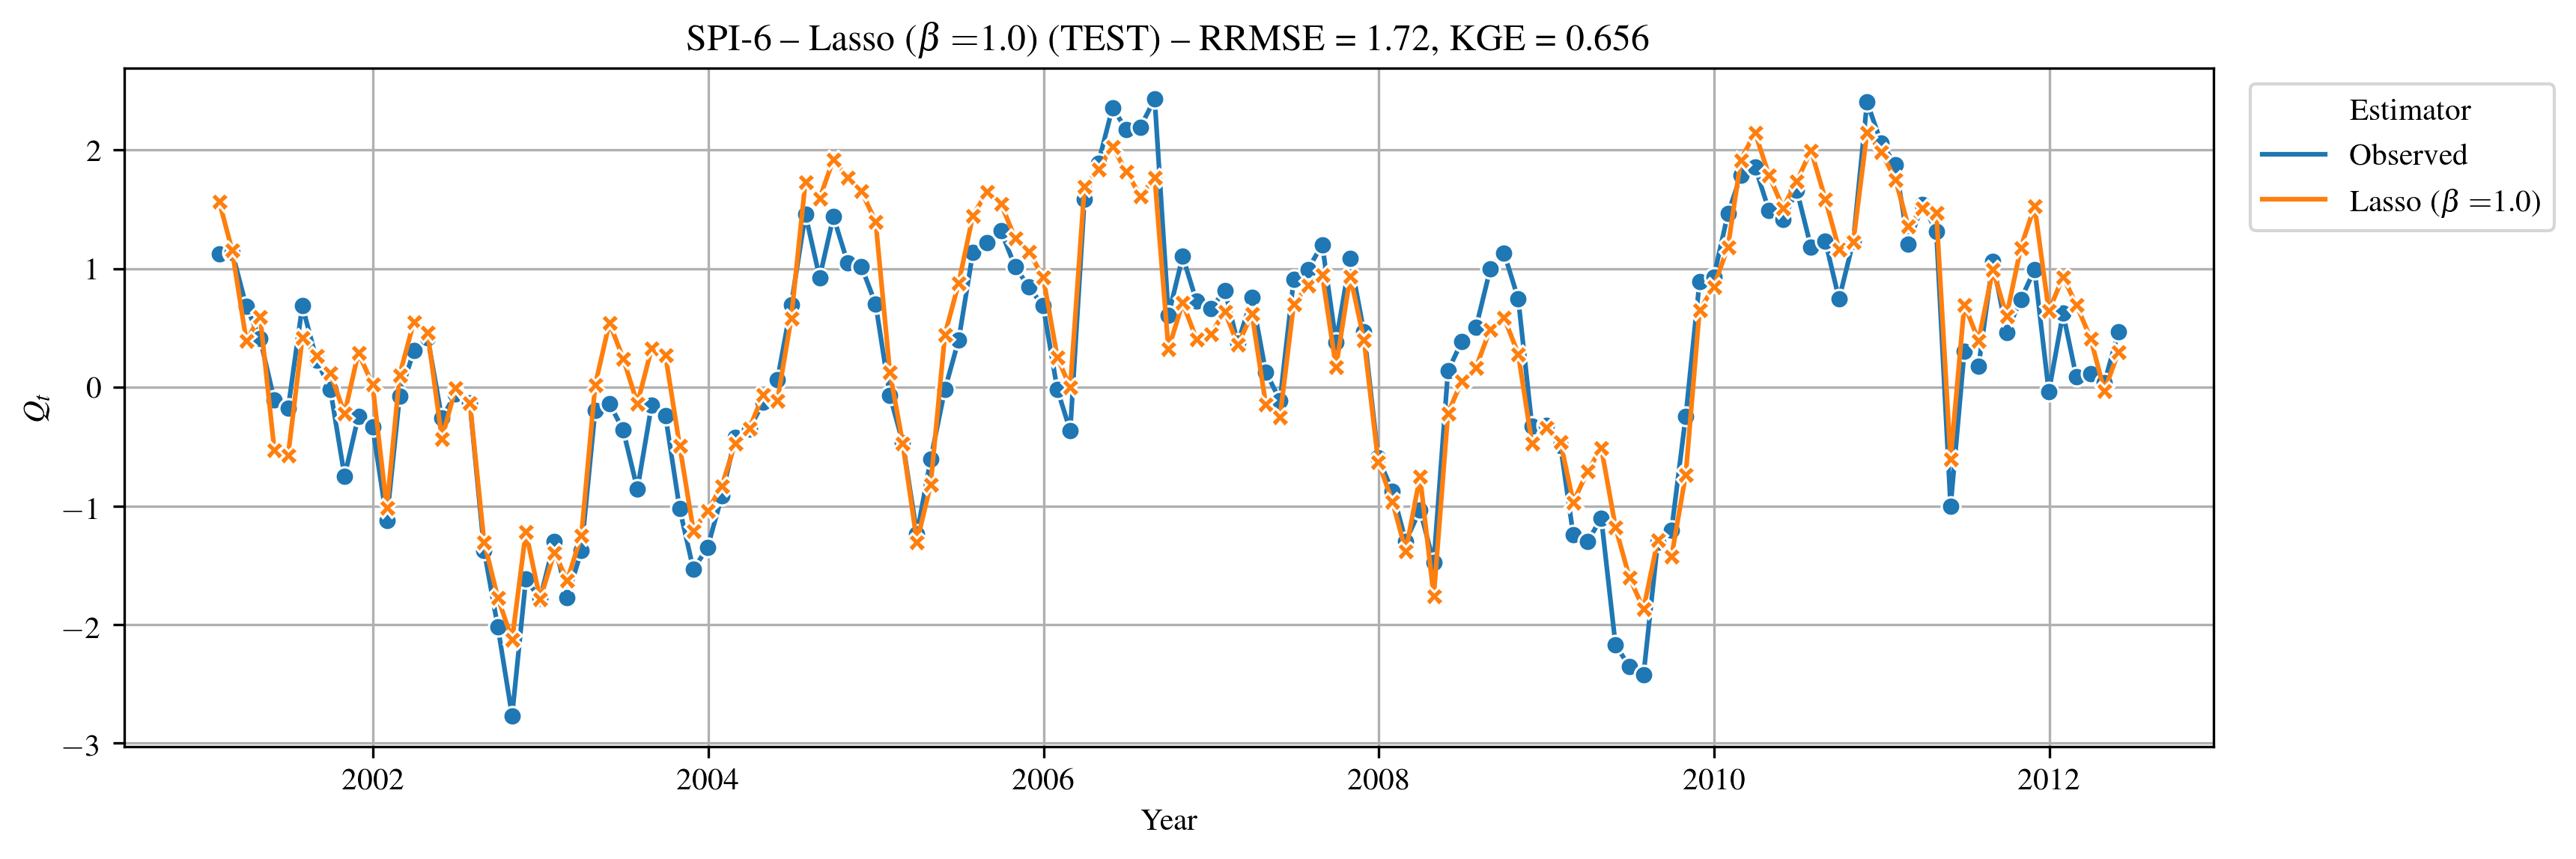 SPI-6 – Lasso (β =1.0) (TEST) – RRMSE = 1.72, KGE = 0.656
Estimator
Observed
Lasso (β =1.0)
Qt
2
1
0
−1
−2
−3
2002 2004 2006 2008 2010 2012
Year